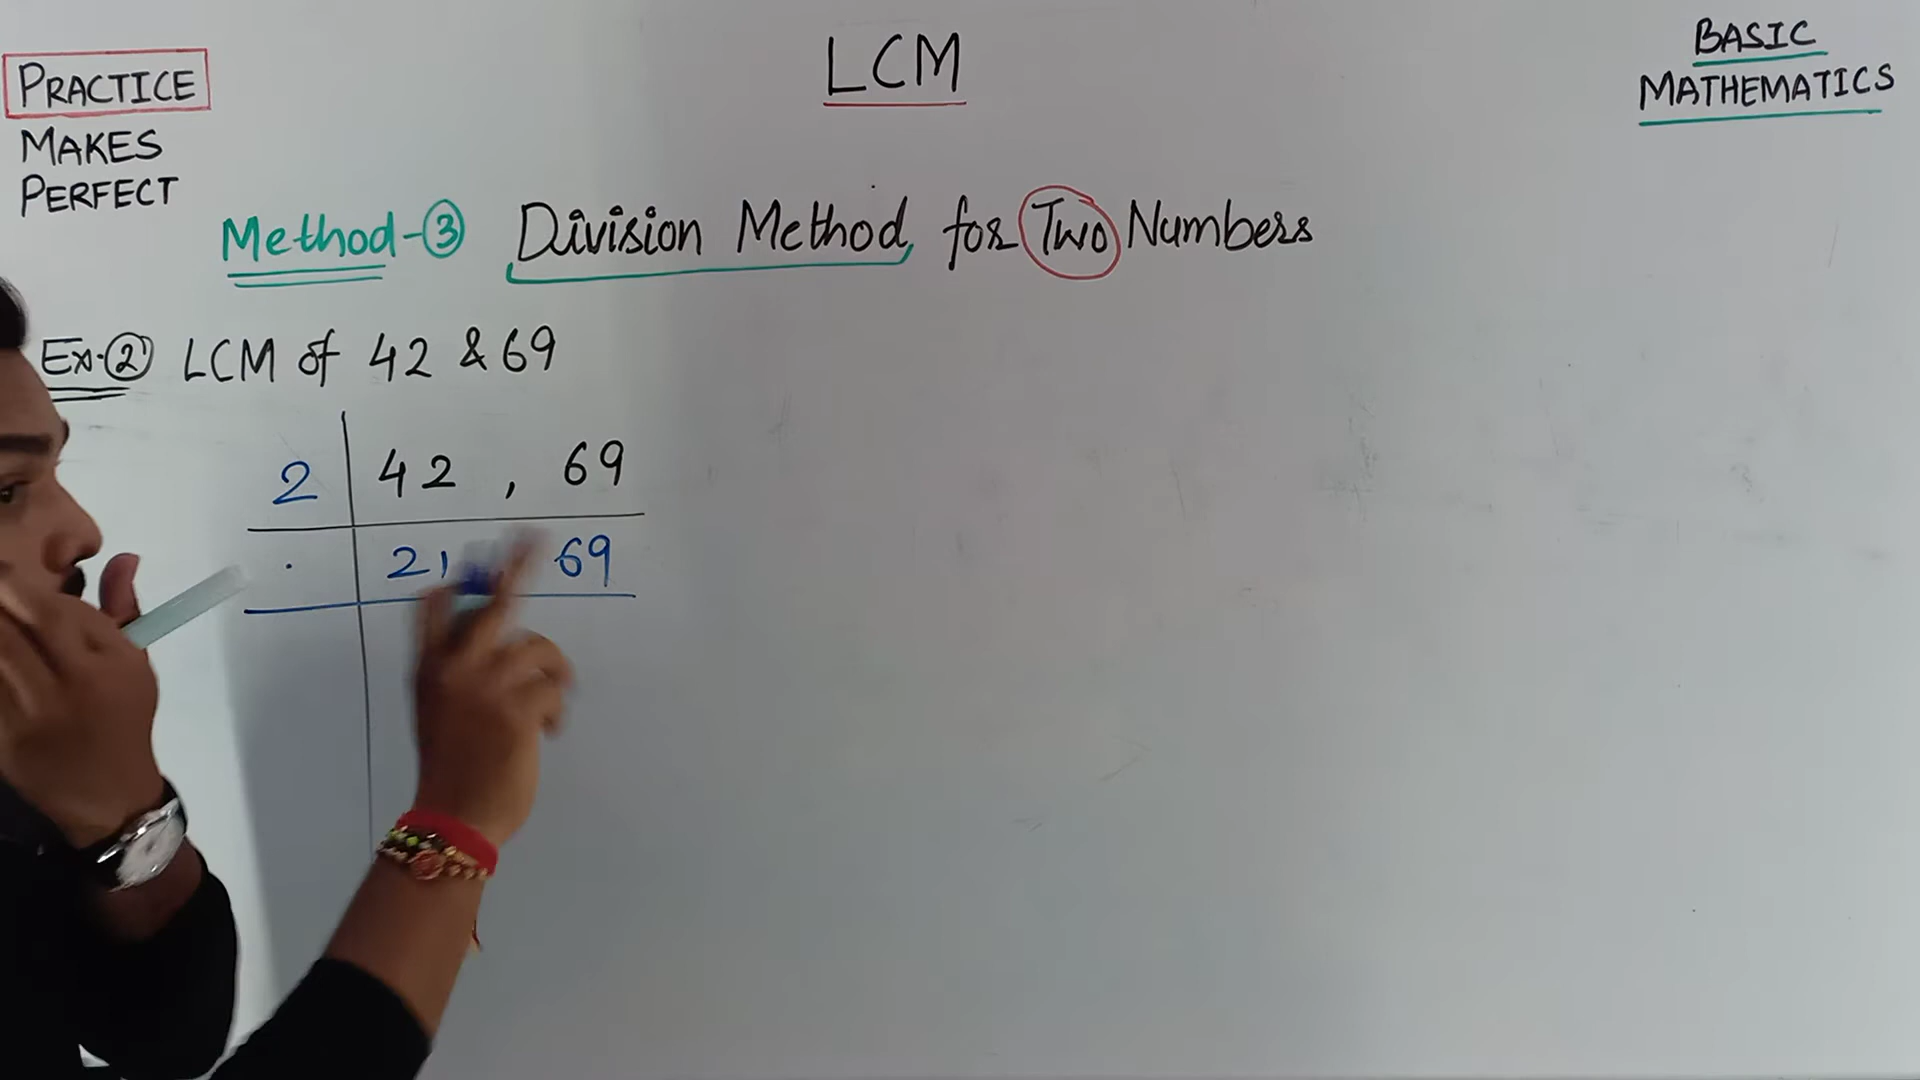 LCM
BASIC
MATHEMATICS
PRACTICE
MAKES
PERFECT
Method-③ Division Method for Two Numbers
Ex-② LCM of 42 & 69
2 | 42 , 69
21 69